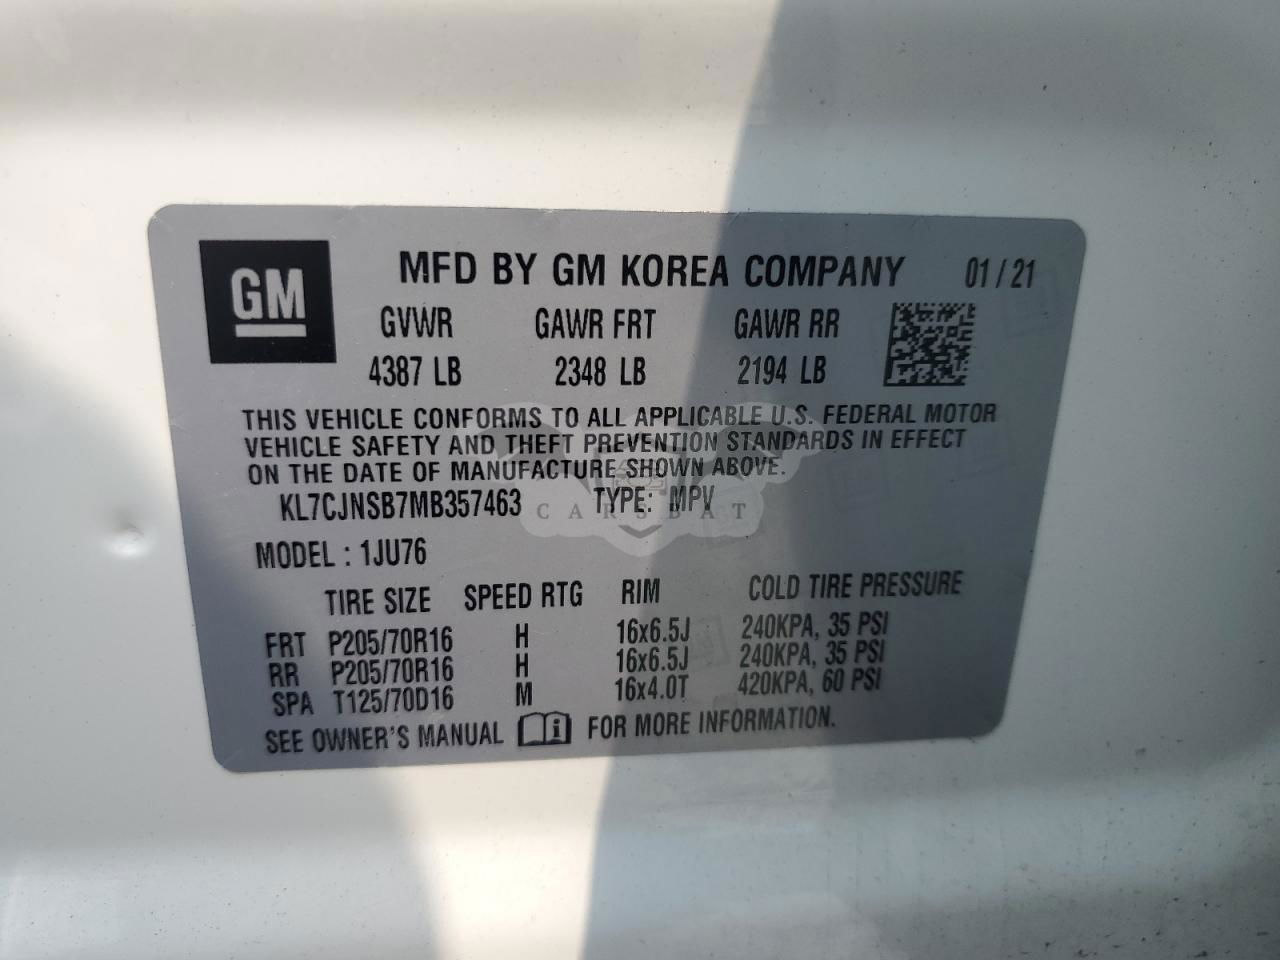 GM
MFD BY GM KOREA COMPANY 01/21
GVWR GAWR FRT GAWR RR
4387 LB 2348 LB 2194 LB
THIS VEHICLE CONFORMS TO ALL APPLICABLE U.S. FEDERAL MOTOR
VEHICLE SAFETY AND THEFT PREVENTION STANDARDS IN EFFECT
ON THE DATE OF MANUFACTURE SHOWN ABOVE.
KL7CJNSB7MB357463 TYPE: MPV
CARSBAT
MODEL : 1JU76
TIRE SIZE SPEED RTG RIM COLD TIRE PRESSURE
FRT P205/70R16 H 16x6.5J 240KPA, 35 PSI
RR P205/70R16 H 16x6.5J 240KPA, 35 PSI
SPA T125/70D16 M 16x4.0T 420KPA, 60 PSI
SEE OWNER'S MANUAL i FOR MORE INFORMATION.